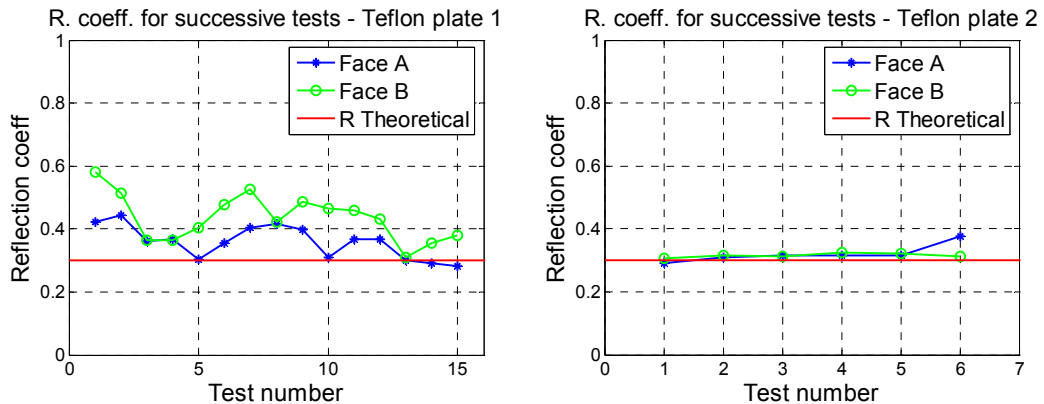 R. coeff. for successive tests - Teflon plate 1
Reflection coeff
1
0.8
0.6
0.4
0.2
0
0
5
10
15
Test number
Face A
Face B
R Theoretical
R. coeff. for successive tests - Teflon plate 2
Reflection coeff
1
0.8
0.6
0.4
0.2
0
0
1
2
3
4
5
6
7
Test number
Face A
Face B
R Theoretical